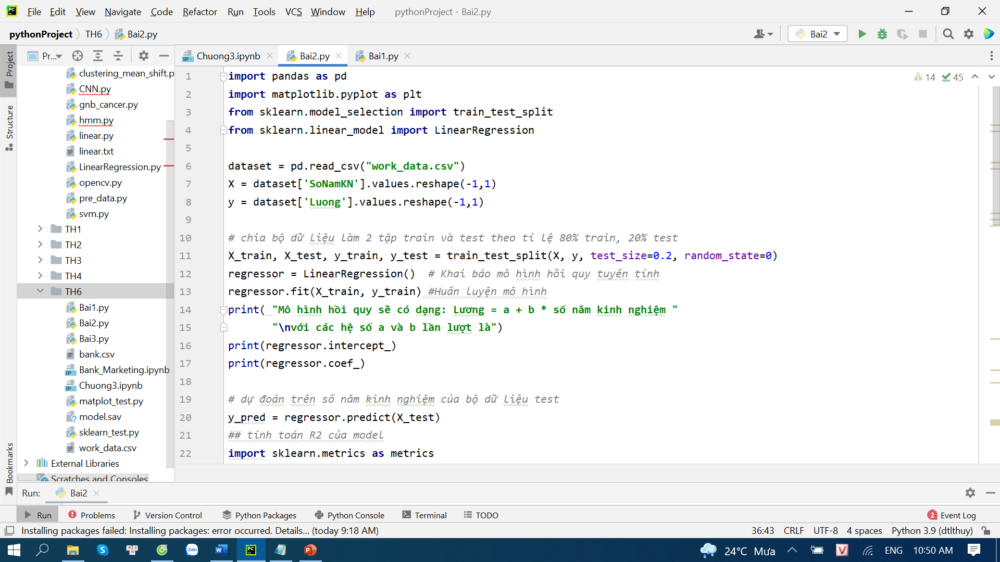 File Edit View Navigate Code Refactor Run Tools VCS Window Help pythonProject - Bai2.py
pythonProject TH6 Bai2.py Bai2
Project
Structure
Bookmarks
Pr...
clustering_mean_shift.p
CNN.py
gnb_cancer.py
hmm.py
linear.py
linear.txt
LinearRegression.py
opencv.py
pre_data.py
svm.py
TH1
TH2
TH3
TH4
TH6
Bai1.py
Bai2.py
Bai3.py
bank.csv
Bank_Marketing.ipynb
Chuong3.ipynb
matplot_test.py
model.sav
sklearn_test.py
work_data.csv
External Libraries
Scratches and Consoles
Chuong3.ipynb Bai2.py Bai1.py
14 45
1 import pandas as pd
2 import matplotlib.pyplot as plt
3 from sklearn.model_selection import train_test_split
4 from sklearn.linear_model import LinearRegression
5
6 dataset = pd.read_csv("work_data.csv")
7 X = dataset['SoNamKN'].values.reshape(-1,1)
8 y = dataset['Luong'].values.reshape(-1,1)
9
10 # chia bộ dữ liệu làm 2 tập train và test theo tỉ lệ 80% train, 20% test
11 X_train, X_test, y_train, y_test = train_test_split(X, y, test_size=0.2, random_state=0)
12 regressor = LinearRegression() # Khai báo mô hình hồi quy tuyến tính
13 regressor.fit(X_train, y_train) #Huấn luyện mô hình
14 print( "Mô hình hồi quy sẽ có dạng: Lương = a + b * số năm kinh nghiệm "
15 "\nvới các hệ số a và b lần lượt là")
16 print(regressor.intercept_)
17 print(regressor.coef_)
18
19 # dự đoán trên số năm kinh nghiệm của bộ dữ liệu test
20 y_pred = regressor.predict(X_test)
21 ## tính toán R2 của model
22 import sklearn.metrics as metrics
Run: Bai2
Run Problems Version Control Python Packages Python Console Terminal TODO 2 Event Log
Installing packages failed: Installing packages: error occurred. Details... (today 9:18 AM) 36:43 CRLF UTF-8 4 spaces Python 3.9 (dtlthuy)
24°C Mưa ENG 10:50 AM